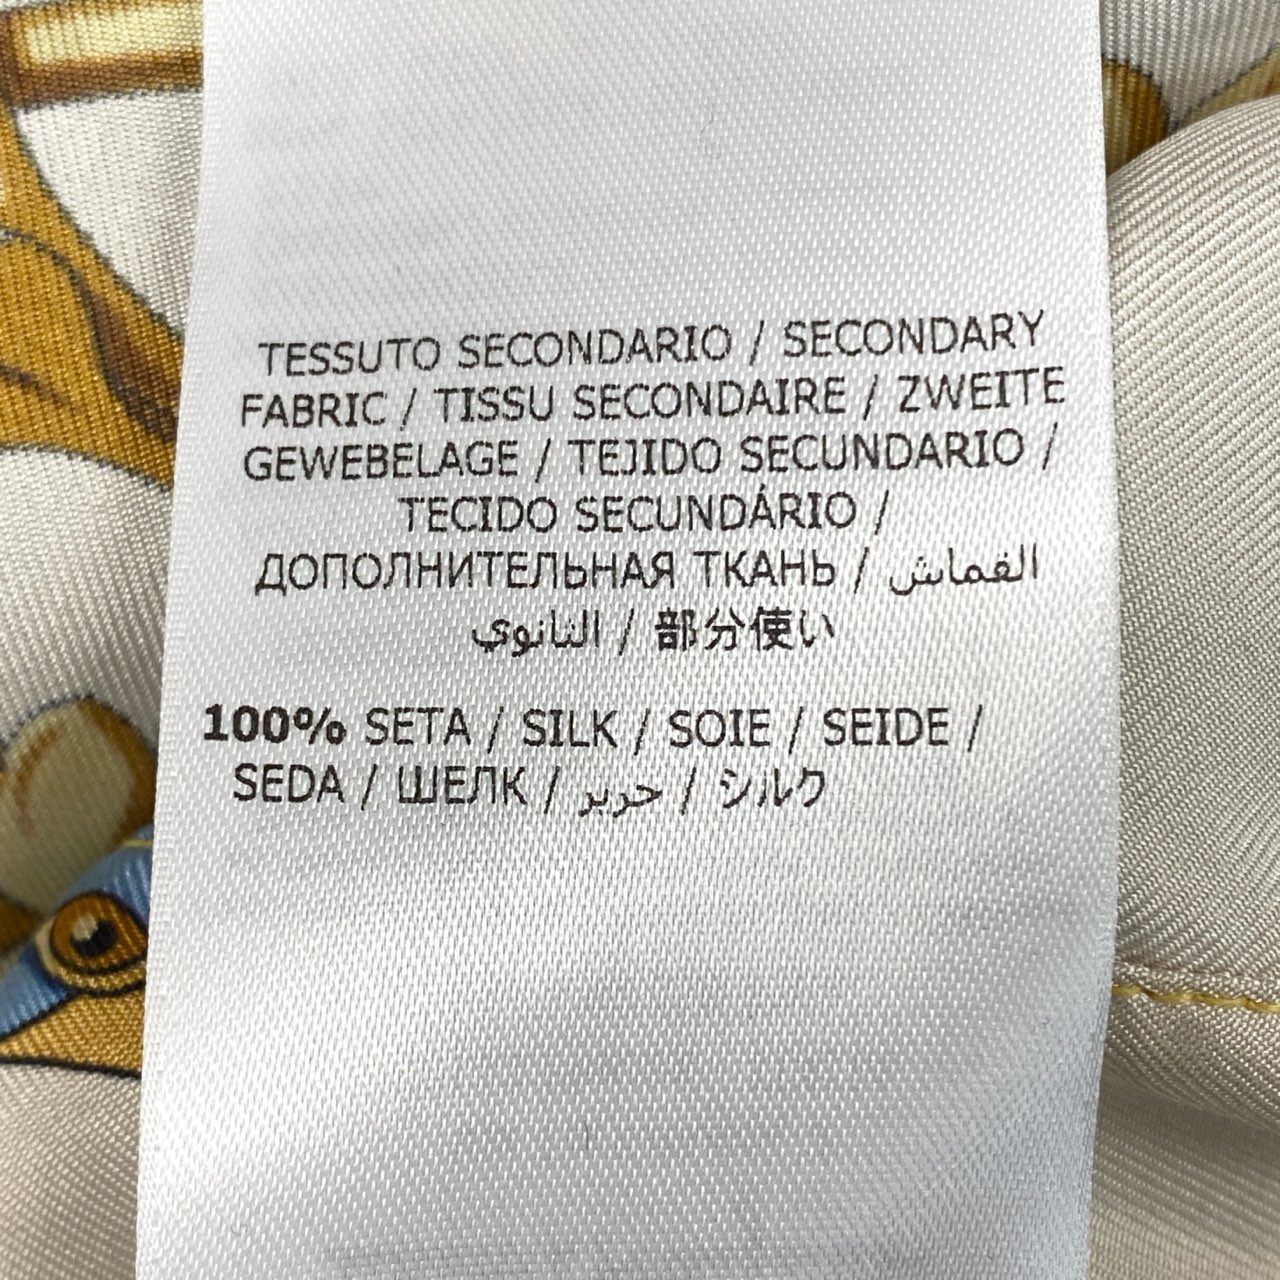 TESSUTO SECONDARIO / SECONDARY
FABRIC / TISSU SECONDAIRE / ZWEITE
GEWEBELAGE / TEJIDO SECUNDARIO /
TECIDO SECUNDÁRIO /
ДОПОЛНИТЕЛЬНАЯ ТКАНЬ / القماش
الثانوي / 部分使い
100% SETA / SILK / SOIE / SEIDE /
SEDA / ШЕЛК / حرير / シルク